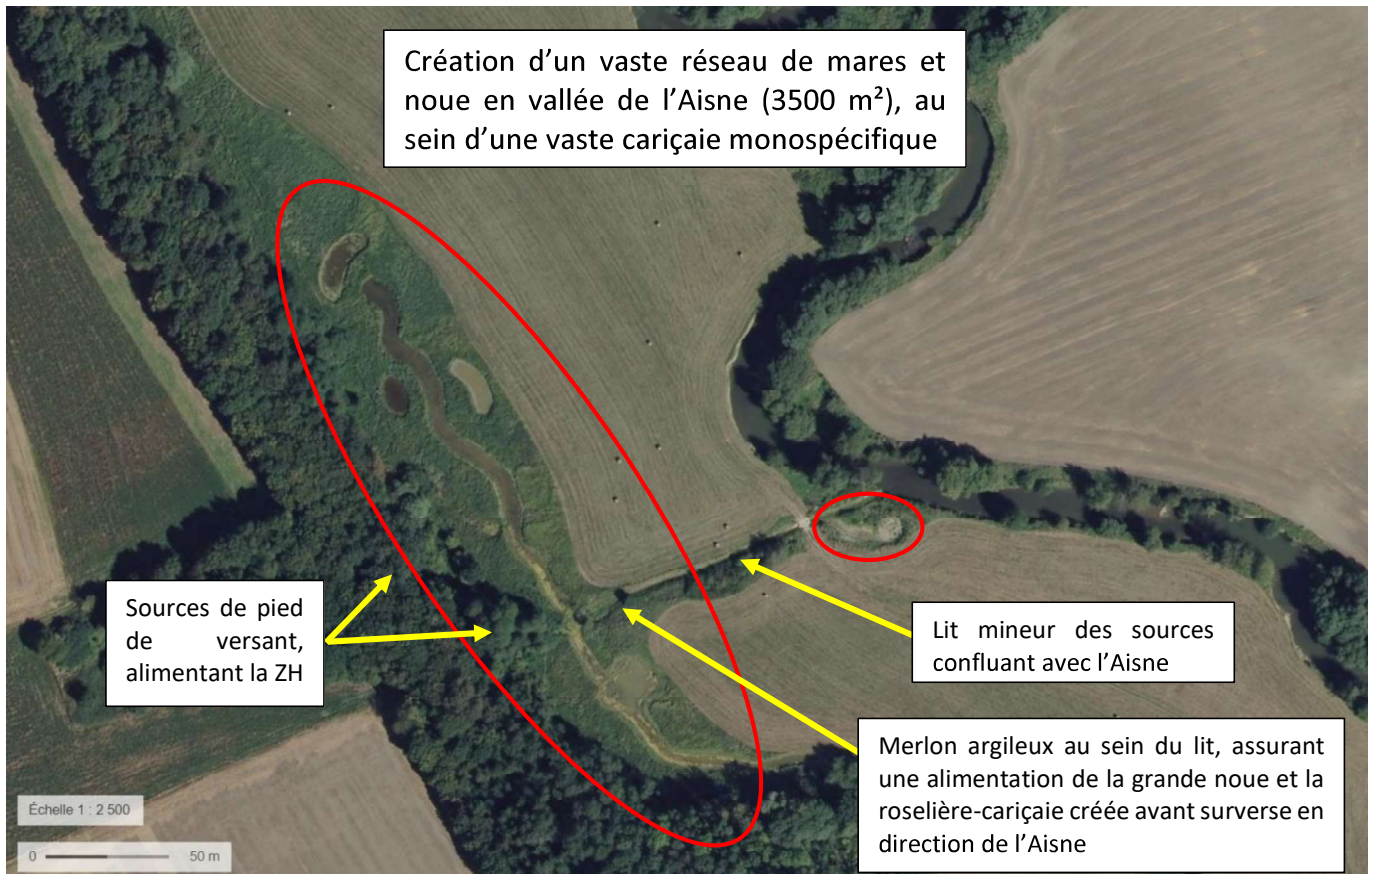 Création d’un vaste réseau de mares et
noue en vallée de l’Aisne (3500 m²), au
sein d’une vaste cariçaie monospécifique
Sources de pied
de versant,
alimentant la ZH
Lit mineur des sources
confluant avec l’Aisne
Merlon argileux au sein du lit, assurant
une alimentation de la grande noue et la
roselière-cariçaie créée avant surverse en
direction de l’Aisne
Échelle 1 : 2 500
0 50 m